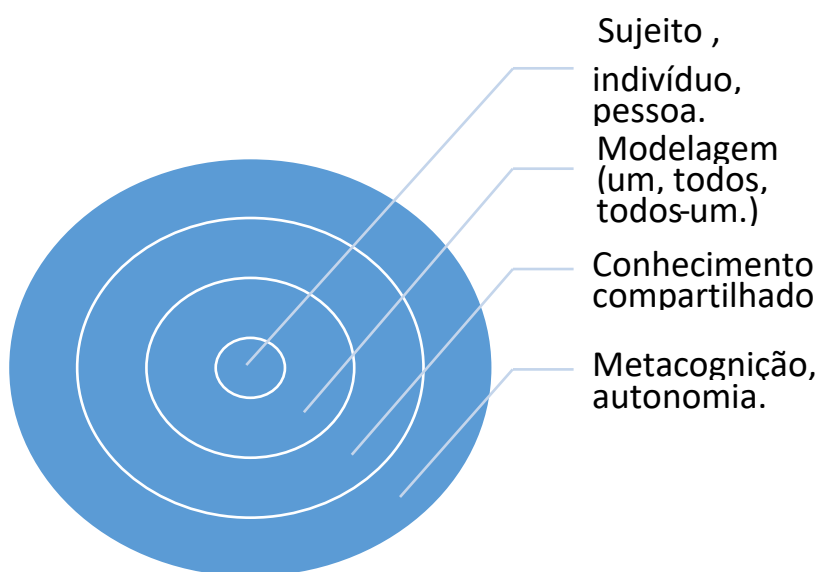 Sujeito ,
indivíduo,
pessoa.
Modelagem
(um, todos,
todos-um.)
Conhecimento
compartilhado
Metacognição,
autonomia.